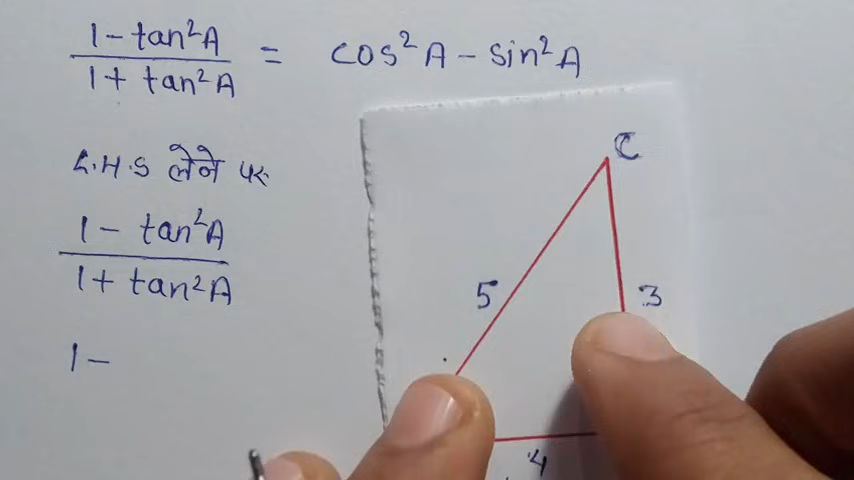 1 - tan²A
1 + tan²A
= cos²A - sin²A
L.H.S लेने पर
1 - tan²A
1 + tan²A
1 -
C
5
3
4